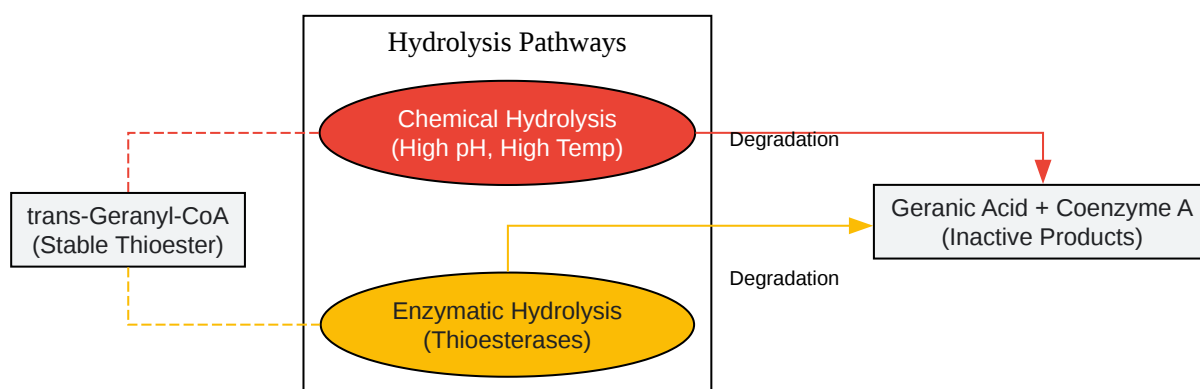 Hydrolysis Pathways
Chemical Hydrolysis
(High pH, High Temp)
Degradation
trans-Geranyl-CoA
(Stable Thioester)
Geranic Acid + Coenzyme A
(Inactive Products)
Degradation
Enzymatic Hydrolysis
(Thioesterases)